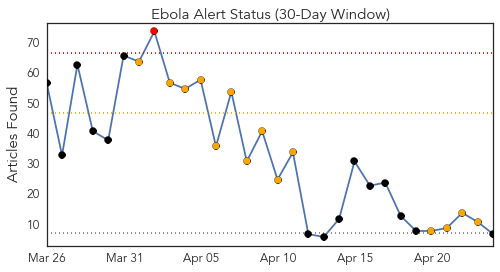 Ebola Alert Status (30-Day Window)
Articles Found
70
60
50
40
30
20
10
Mar 26 Mar 31 Apr 05 Apr 10 Apr 15 Apr 20